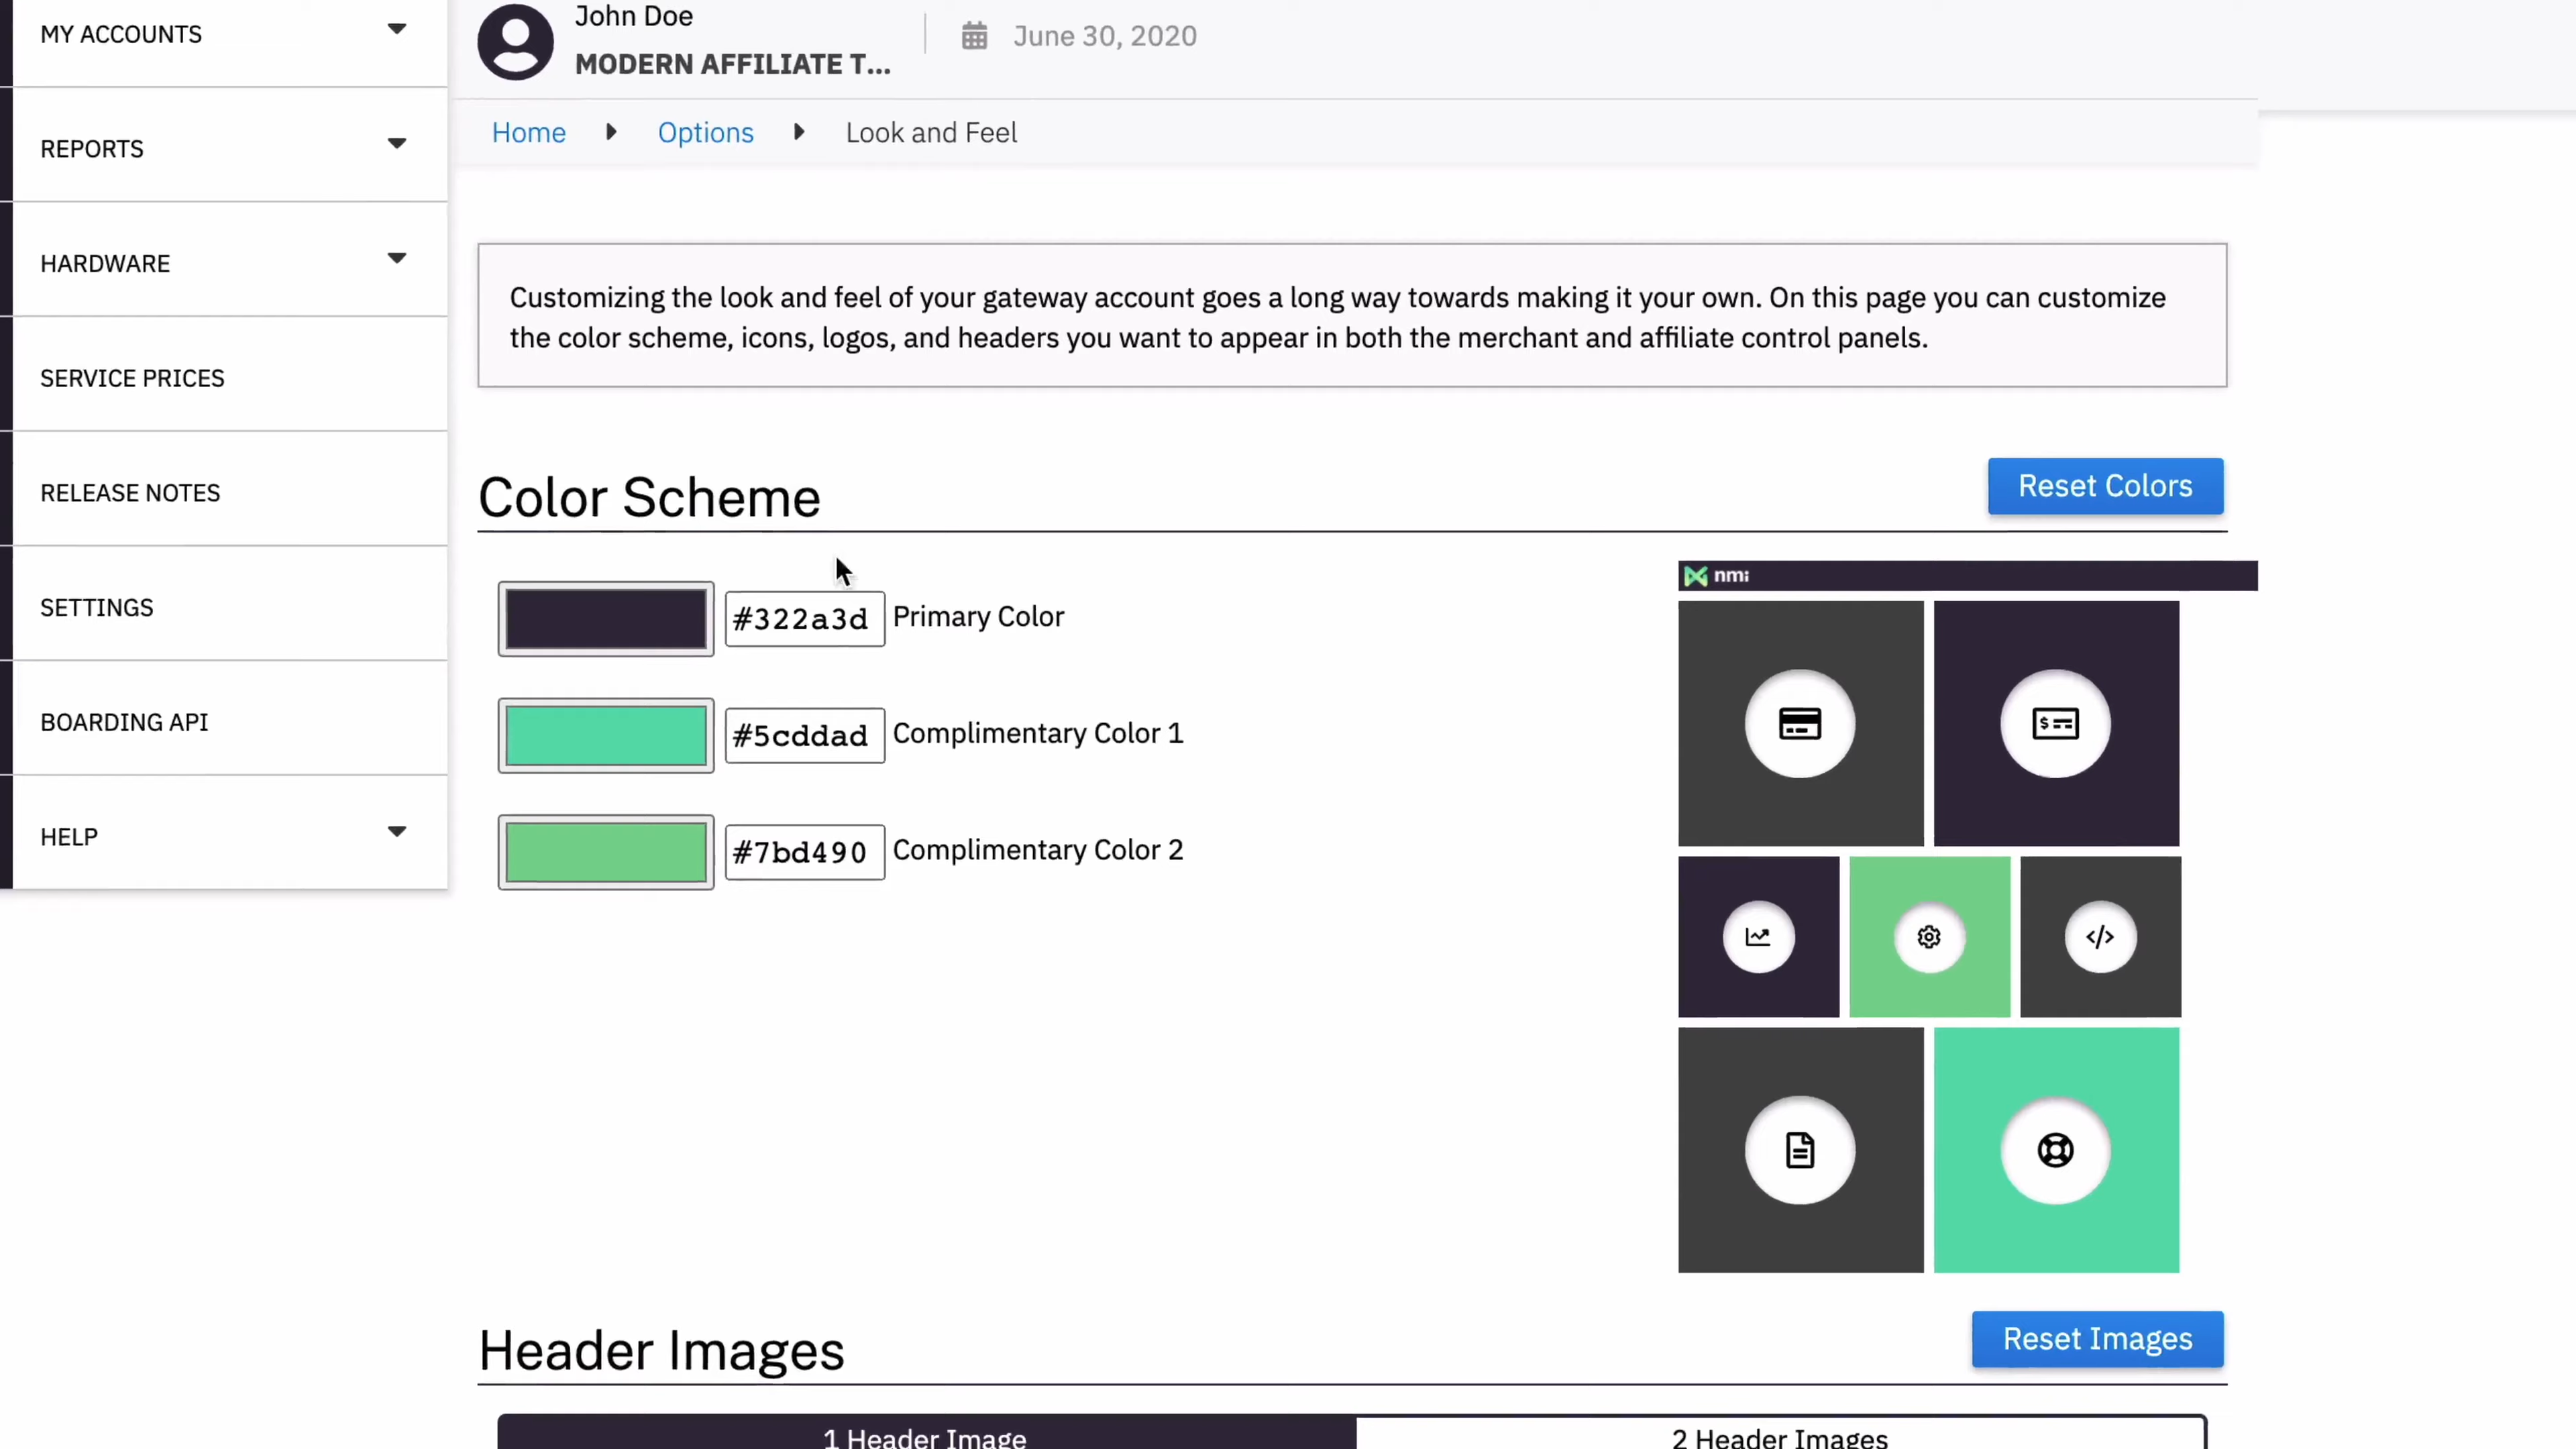 MY ACCOUNTS
REPORTS
HARDWARE
SERVICE PRICES
RELEASE NOTES
SETTINGS
BOARDING API
HELP
John Doe
MODERN AFFILIATE T...
June 30, 2020
Home
Options
Look and Feel
Customizing the look and feel of your gateway account goes a long way towards making it your own. On this page you can customize
the color scheme, icons, logos, and headers you want to appear in both the merchant and affiliate control panels.
Color Scheme
Reset Colors
#322a3d Primary Color
#5cddad Complimentary Color 1
#7bd490 Complimentary Color 2
nmi
Header Images
Reset Images
1 Header Image
2 Header Images